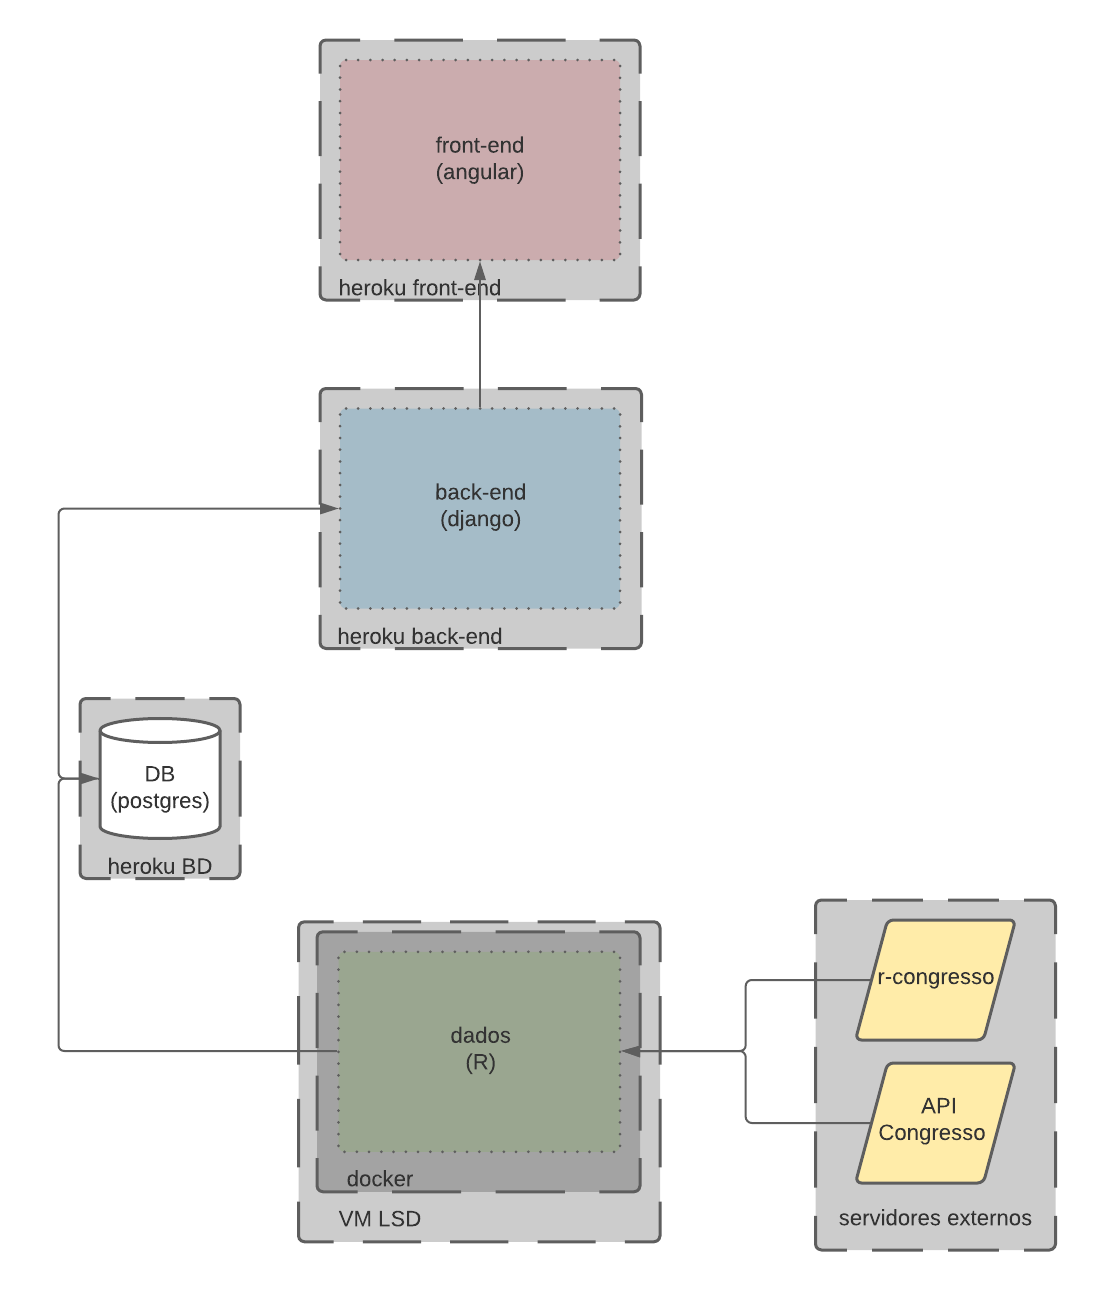 front-end
(angular)
heroku front-end
back-end
(django)
heroku back-end
DB
(postgres)
heroku BD
dados
(R)
docker
VM LSD
r-congresso
API
Congresso
servidores externos